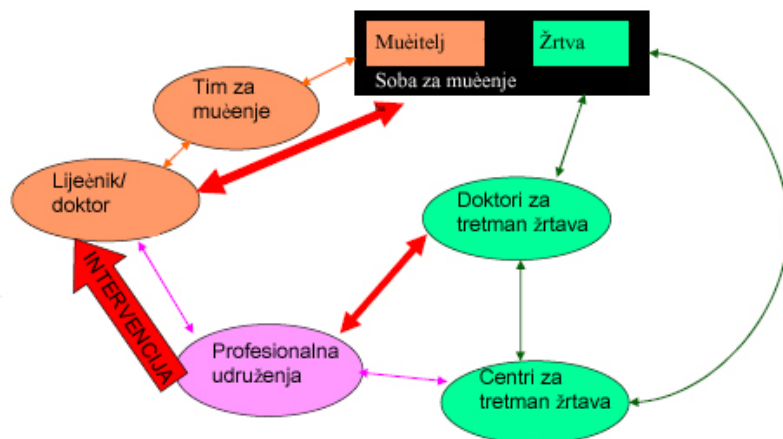 Muèitelj
Žrtva
Soba za muèenje
Tim za
muèenje
Liječnik/
doktor
Doktori za
tretman žrtava
INTERVENCIJA
Profesionalna
udruženja
Centri za
tretman žrtava